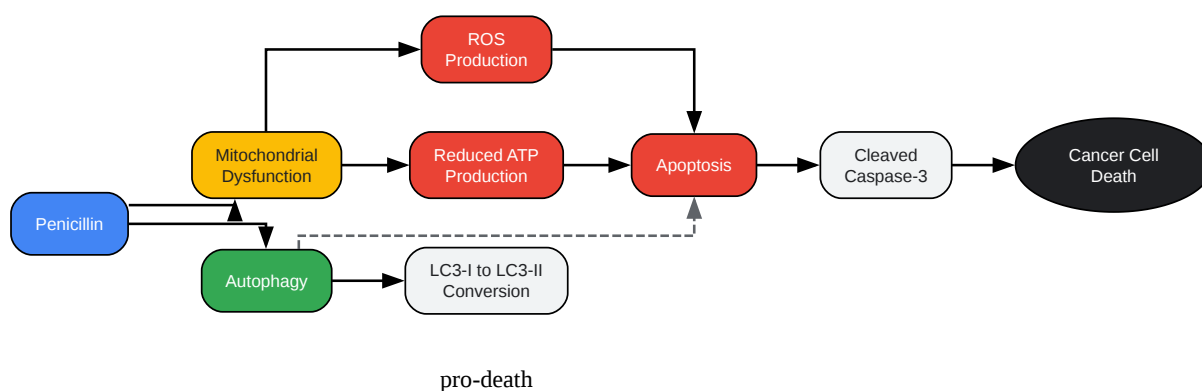 ROS
Production
Mitochondrial
Dysfunction
Reduced ATP
Production
Apoptosis
Cleaved
Caspase-3
Cancer Cell
Death
Penicillin
Autophagy
LC3-I to LC3-II
Conversion
pro-death